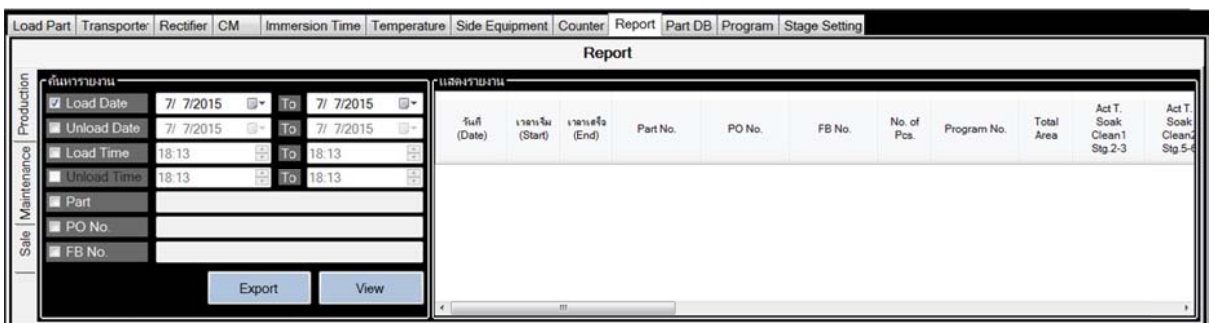 Load Part Transporter Rectifier CM Immersion Time Temperature Side Equipment Counter Report Part DB Program Stage Setting
Report
Production
Maintenance
Sale
ค้นหารายงาน
Load Date 7/ 7/2015 To 7/ 7/2015
Unload Date 7/ 7/2015 To 7/ 7/2015
Load Time 18:13 To 18:13
Unload Time 18:13 To 18:13
Part
PO No.
FB No.
Export View
แสดงรายงาน
วันที่ (Date)
เวลาเริ่ม (Start)
เวลาเสร็จ (End)
Part No.
PO No.
FB No.
No. of Pcs.
Program No.
Total Area
Act T. Soak Clean1 Stg.2-3
Act T. Soak Clean2 Stg.5-6